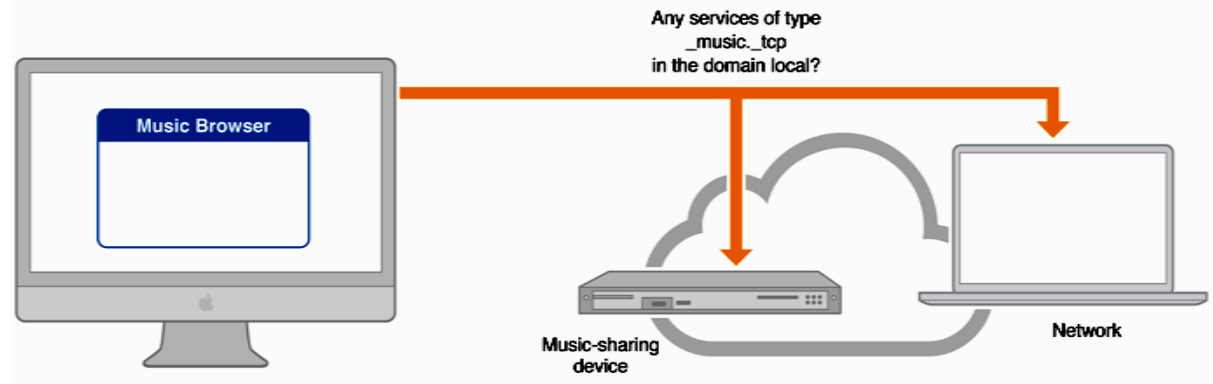 Any services of type
_music._tcp
in the domain local?
Music Browser
Music-sharing
device
Network